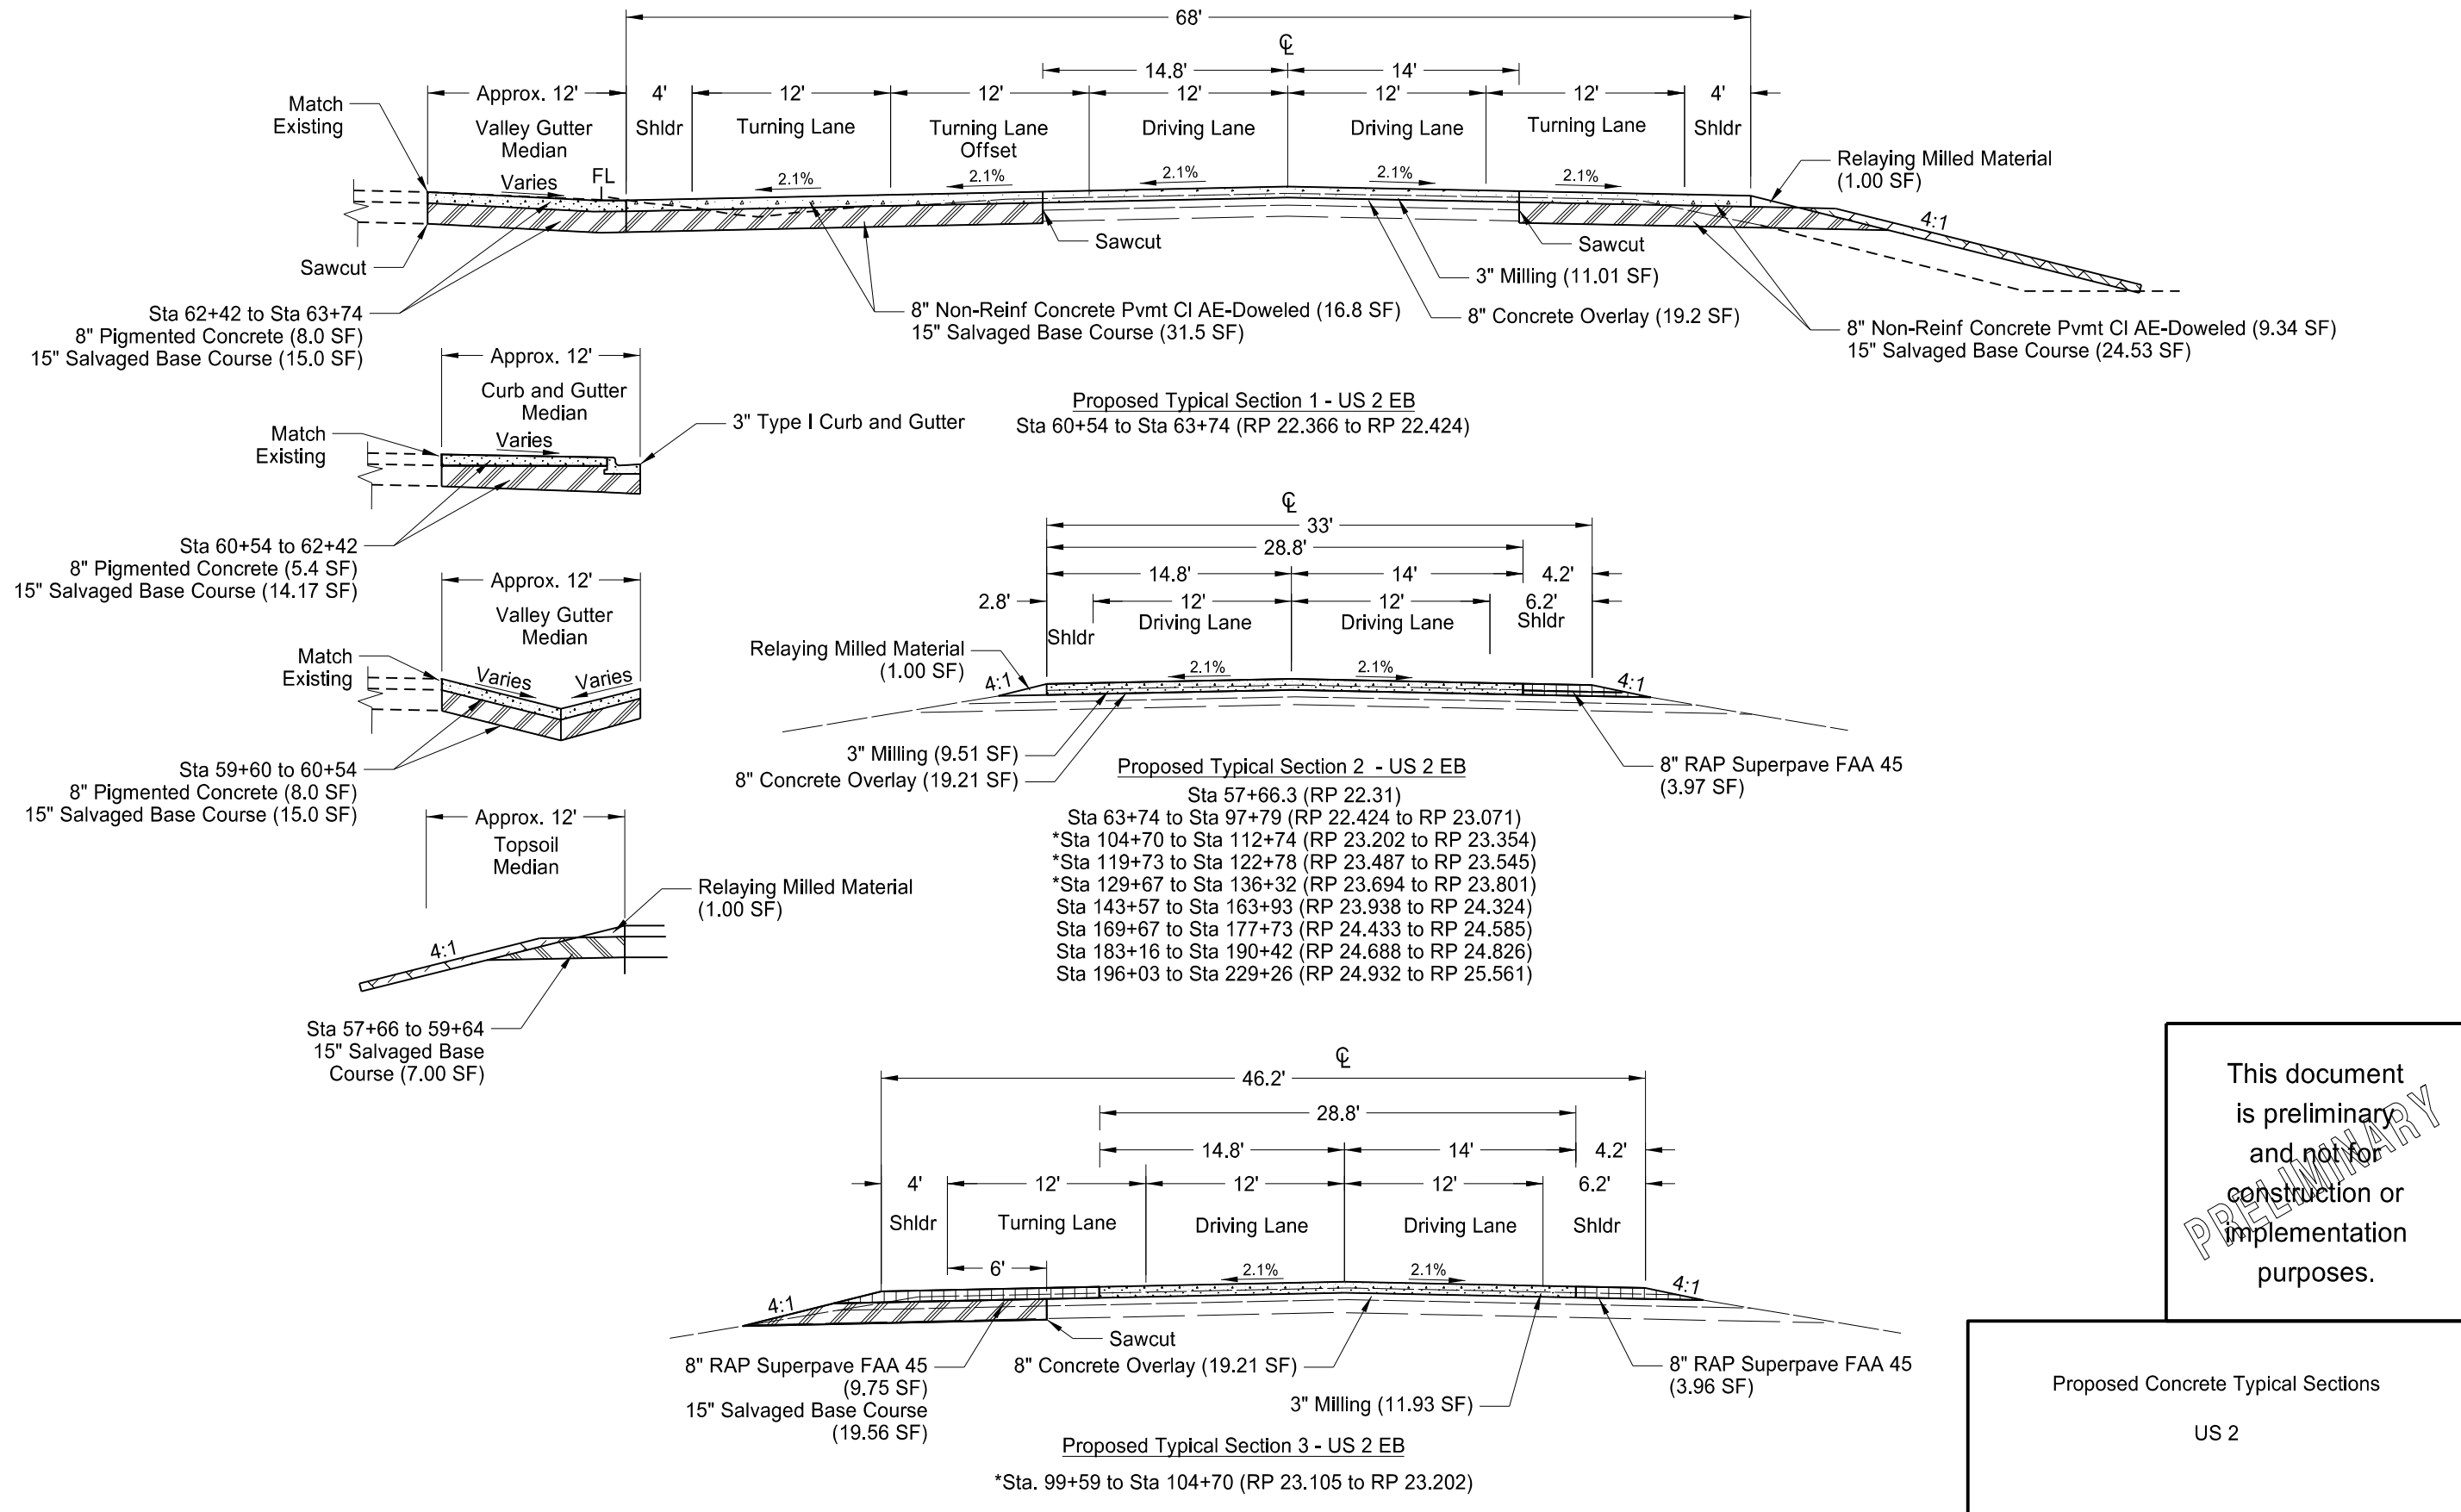 68'
℄
14.8'
14'
Approx. 12'
4'
12'
12'
12'
12'
12'
4'
Match
Existing
Valley Gutter
Median
Shldr
Turning Lane
Turning Lane
Offset
Driving Lane
Driving Lane
Turning Lane
Shldr
Varies
FL
2.1%
2.1%
2.1%
2.1%
2.1%
Relaying Milled Material
(1.00 SF)
4:1
Sawcut
Sawcut
Sawcut
3" Milling (11.01 SF)
8" Concrete Overlay (19.2 SF)
Sta 62+42 to Sta 63+74
8" Pigmented Concrete (8.0 SF)
15" Salvaged Base Course (15.0 SF)
8" Non-Reinf Concrete Pvmt Cl AE-Doweled (16.8 SF)
15" Salvaged Base Course (31.5 SF)
8" Non-Reinf Concrete Pvmt Cl AE-Doweled (9.34 SF)
15" Salvaged Base Course (24.53 SF)
Proposed Typical Section 1 - US 2 EB
Sta 60+54 to Sta 63+74 (RP 22.366 to RP 22.424)
Approx. 12'
Curb and Gutter
Median
Match
Existing
Varies
3" Type I Curb and Gutter
Sta 60+54 to 62+42
8" Pigmented Concrete (5.4 SF)
15" Salvaged Base Course (14.17 SF)
Approx. 12'
Valley Gutter
Median
Match
Existing
Varies
Varies
Sta 59+60 to 60+54
8" Pigmented Concrete (8.0 SF)
15" Salvaged Base Course (15.0 SF)
Approx. 12'
Topsoil
Median
Relaying Milled Material
(1.00 SF)
4:1
Sta 57+66 to 59+64
15" Salvaged Base
Course (7.00 SF)
℄
33'
28.8'
14.8'
14'
4.2'
2.8'
12'
12'
6.2'
Shldr
Driving Lane
Driving Lane
Shldr
Relaying Milled Material
(1.00 SF)
4:1
2.1%
2.1%
4:1
3" Milling (9.51 SF)
8" Concrete Overlay (19.21 SF)
8" RAP Superpave FAA 45
(3.97 SF)
Proposed Typical Section 2 - US 2 EB
Sta 57+66.3 (RP 22.31)
Sta 63+74 to Sta 97+79 (RP 22.424 to RP 23.071)
*Sta 104+70 to Sta 112+74 (RP 23.202 to RP 23.354)
*Sta 119+73 to Sta 122+78 (RP 23.487 to RP 23.545)
*Sta 129+67 to Sta 136+32 (RP 23.694 to RP 23.801)
Sta 143+57 to Sta 163+93 (RP 23.938 to RP 24.324)
Sta 169+67 to Sta 177+73 (RP 24.433 to RP 24.585)
Sta 183+16 to Sta 190+42 (RP 24.688 to RP 24.826)
Sta 196+03 to Sta 229+26 (RP 24.932 to RP 25.561)
℄
46.2'
28.8'
14.8'
14'
4.2'
4'
12'
12'
12'
6.2'
Shldr
Turning Lane
Driving Lane
Driving Lane
Shldr
6'
4:1
2.1%
2.1%
4:1
Sawcut
8" RAP Superpave FAA 45
(9.75 SF)
15" Salvaged Base Course
(19.56 SF)
8" Concrete Overlay (19.21 SF)
3" Milling (11.93 SF)
8" RAP Superpave FAA 45
(3.96 SF)
Proposed Typical Section 3 - US 2 EB
*Sta. 99+59 to Sta 104+70 (RP 23.105 to RP 23.202)
This document
is preliminary
and not for
construction or
implementation
purposes.
PRELIMINARY
Proposed Concrete Typical Sections
US 2